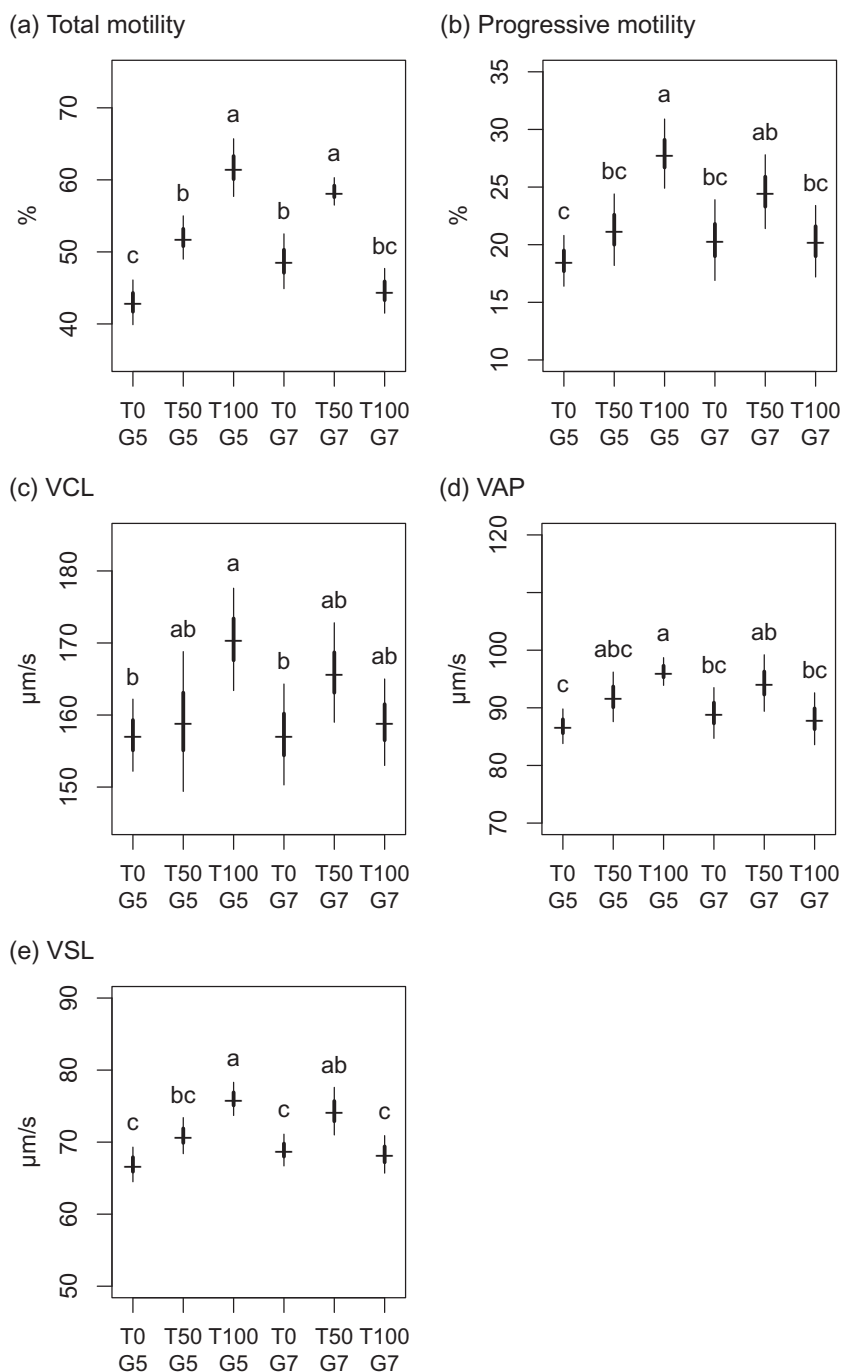 (a) Total motility
%
70
60
50
40
c
b
a
b
a
bc
T0 T50 T100 T0 T50 T100
G5 G5 G5 G7 G7 G7
(b) Progressive motility
%
35
30
25
20
15
10
c
bc
a
bc
ab
bc
T0 T50 T100 T0 T50 T100
G5 G5 G5 G7 G7 G7
(c) VCL
µm/s
180
170
160
150
b
ab
a
b
ab
ab
T0 T50 T100 T0 T50 T100
G5 G5 G5 G7 G7 G7
(d) VAP
µm/s
120
100
90
80
70
c
abc
a
bc
ab
bc
T0 T50 T100 T0 T50 T100
G5 G5 G5 G7 G7 G7
(e) VSL
µm/s
90
80
70
60
50
c
bc
a
c
ab
c
T0 T50 T100 T0 T50 T100
G5 G5 G5 G7 G7 G7